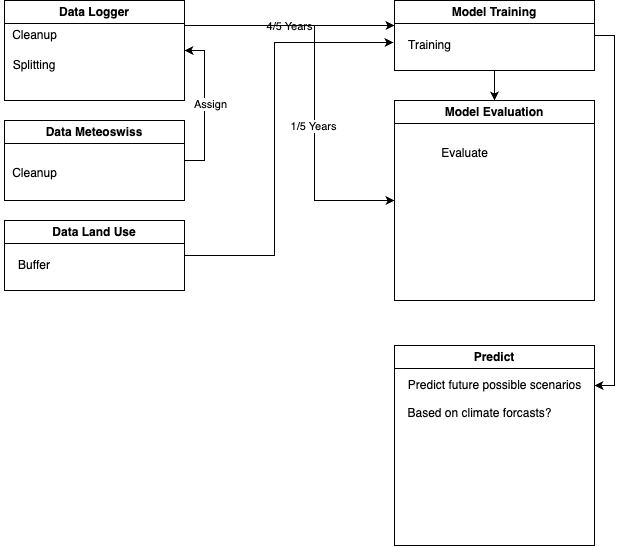 Data Logger
Cleanup
Splitting
Data Meteoswiss
Cleanup
Data Land Use
Buffer
4/5 Years
Assign
1/5 Years
Model Training
Training
Model Evaluation
Evaluate
Predict
Predict future possible scenarios
Based on climate forcasts?